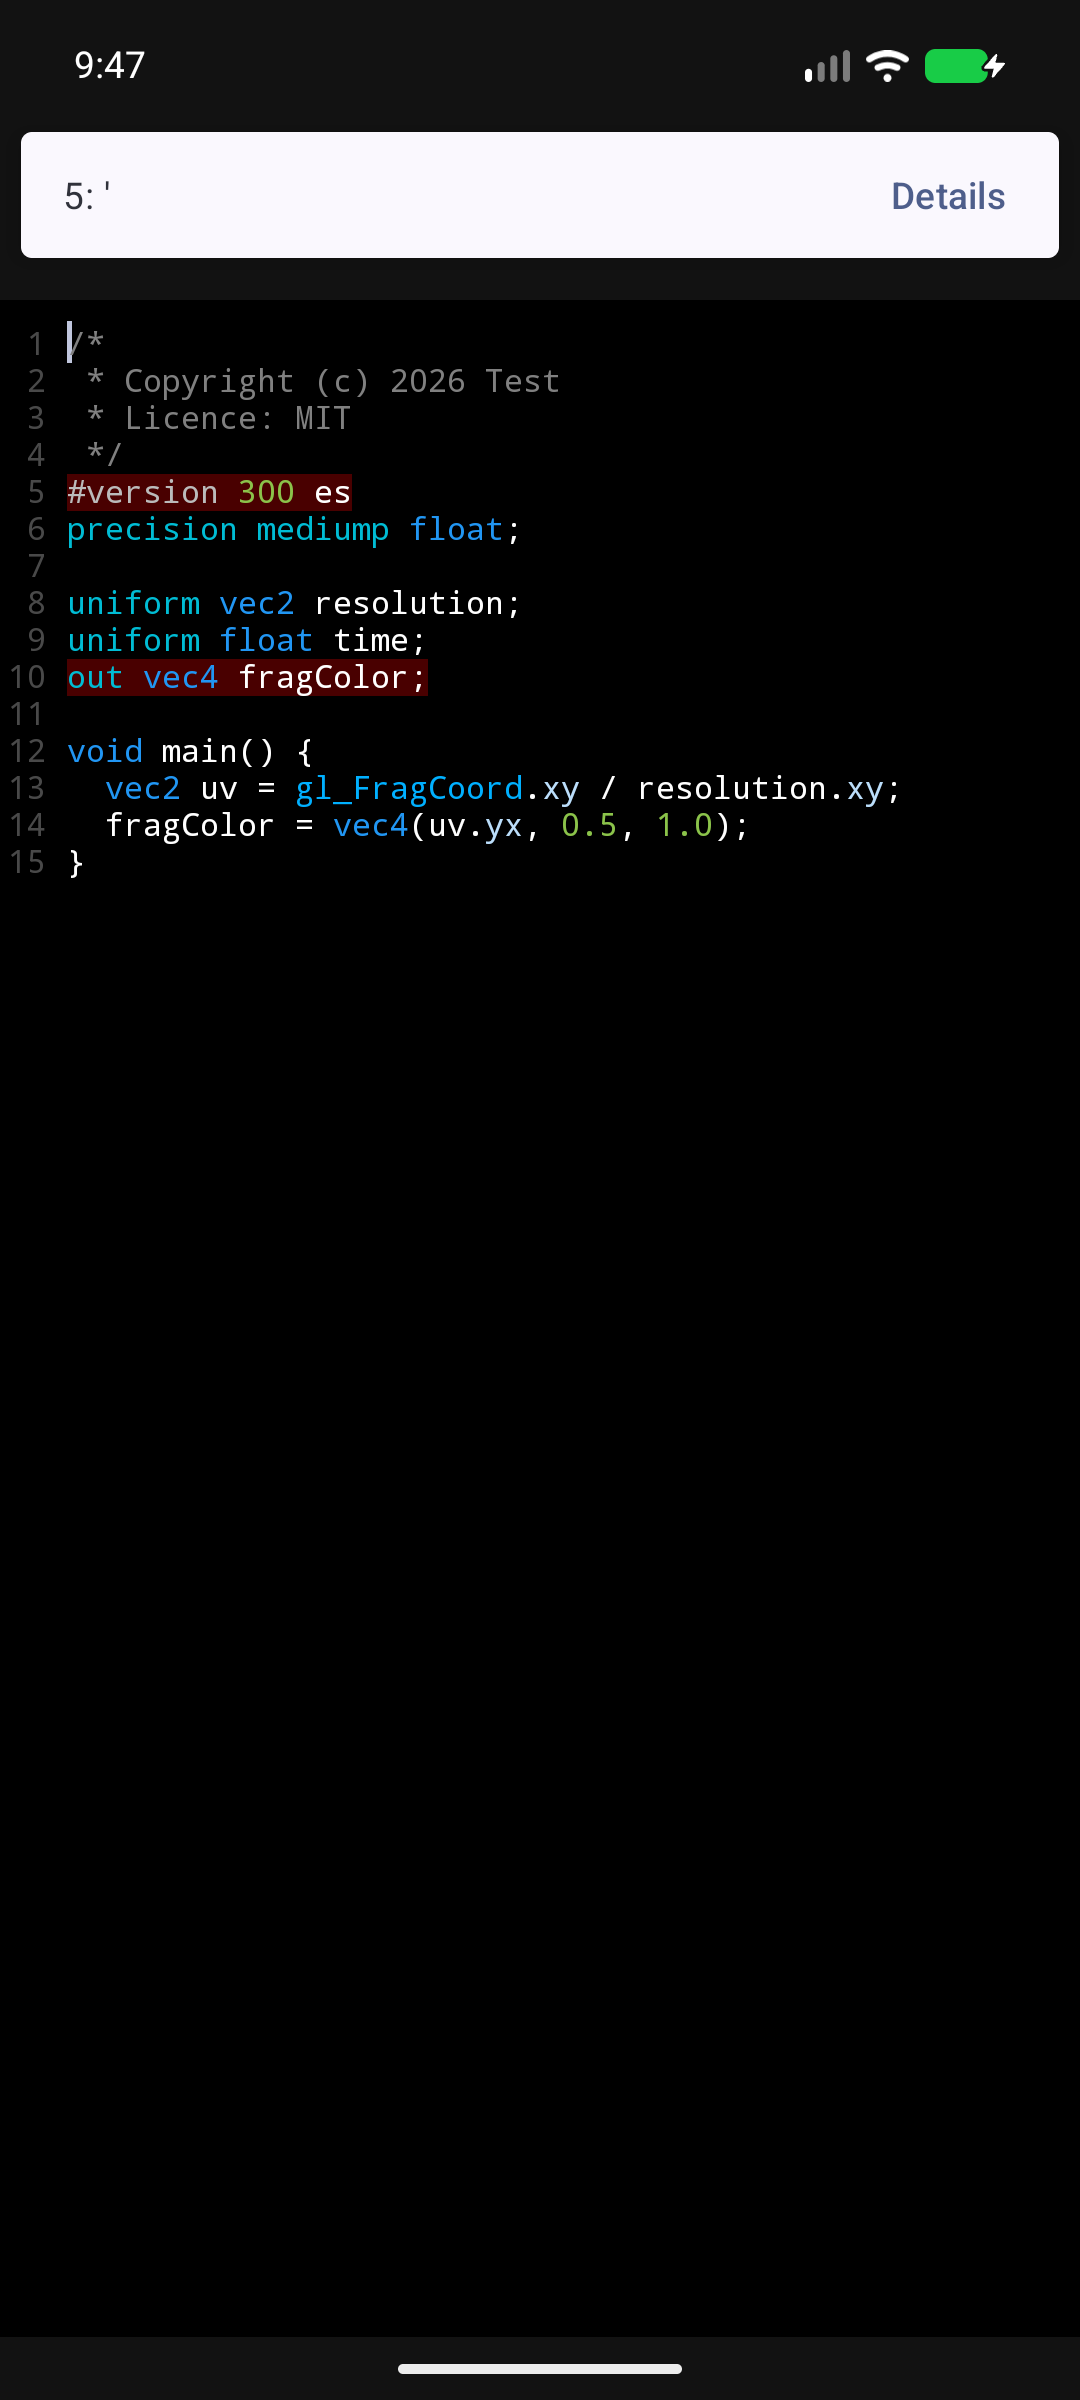 9:47
5: '
Details
1 /*
2  * Copyright (c) 2026 Test
3  * Licence: MIT
4  */
5 #version 300 es
6 precision mediump float;
7
8 uniform vec2 resolution;
9 uniform float time;
10 out vec4 fragColor;
11
12 void main() {
13   vec2 uv = gl_FragCoord.xy / resolution.xy;
14   fragColor = vec4(uv.yx, 0.5, 1.0);
15 }